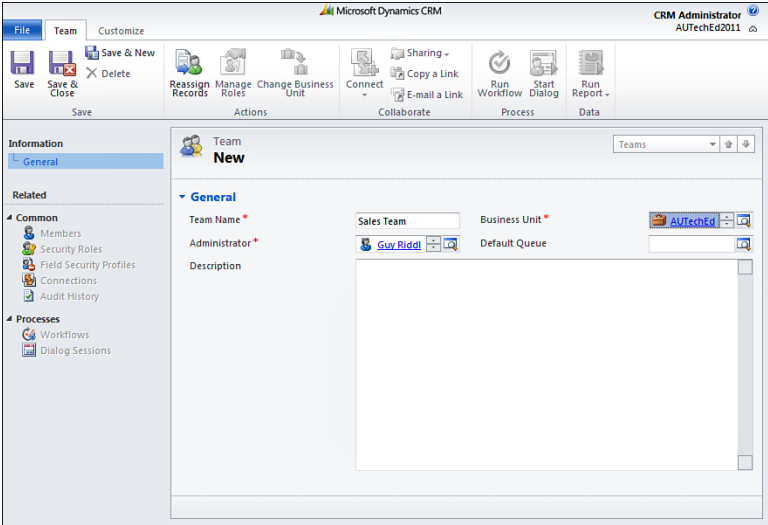 Microsoft Dynamics CRM
CRM Administrator
AUTechEd2011
File Team Customize
Save
Save & Close
Save & New
Delete
Save
Reassign Records
Manage Roles
Change Business Unit
Actions
Connect
Sharing
Copy a Link
E-mail a Link
Collaborate
Run Workflow
Start Dialog
Process
Run Report
Data
Information
General
Related
Common
Members
Security Roles
Field Security Profiles
Connections
Audit History
Processes
Workflows
Dialog Sessions
Team
New
Teams
General
Team Name * Sales Team Business Unit * AUTechEd
Administrator * Guy Riddl Default Queue
Description